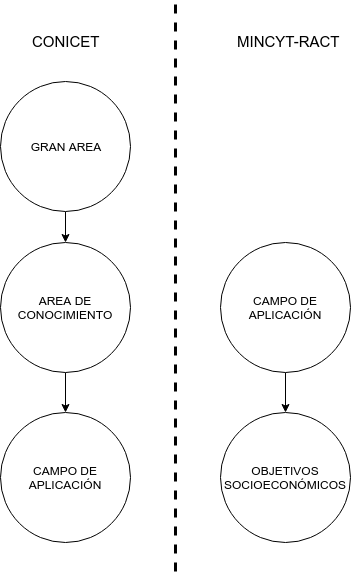 CONICET
MINCYT-RACT
GRAN AREA
AREA DE
CONOCIMIENTO
CAMPO DE
APLICACIÓN
CAMPO DE
APLICACIÓN
OBJETIVOS
SOCIOECONÓMICOS